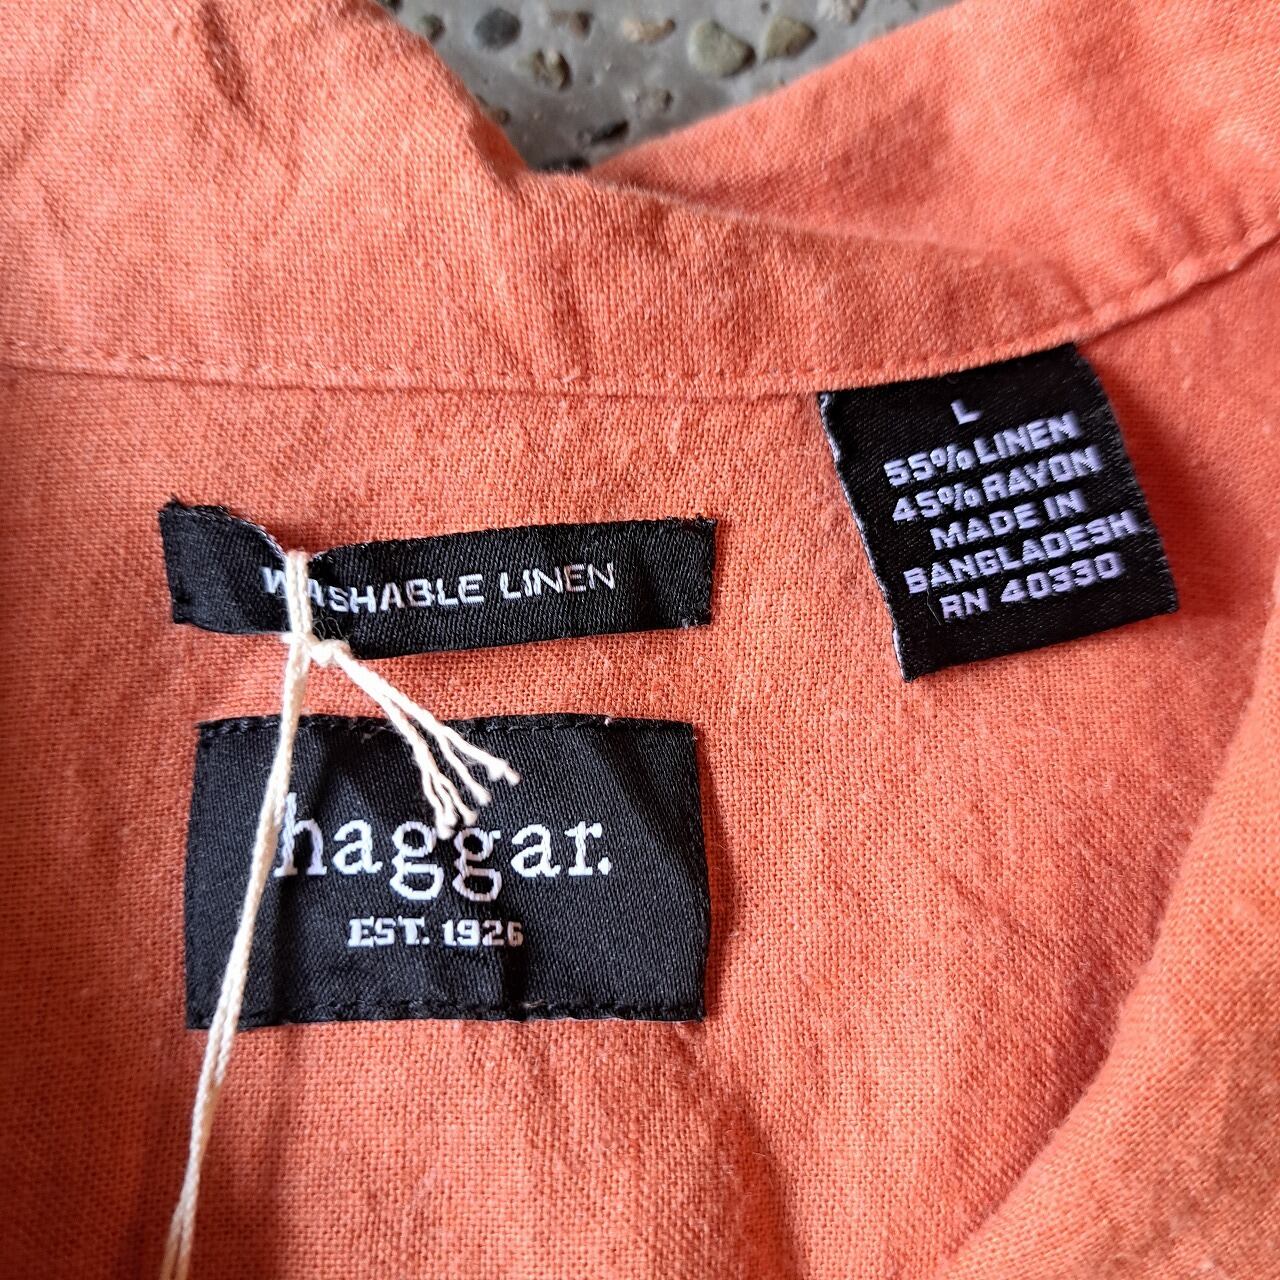 L
55% LINEN
45% RAYON
MADE IN
BANGLADESH
RN 40330
WASHABLE LINEN
haggar.
EST. 1926